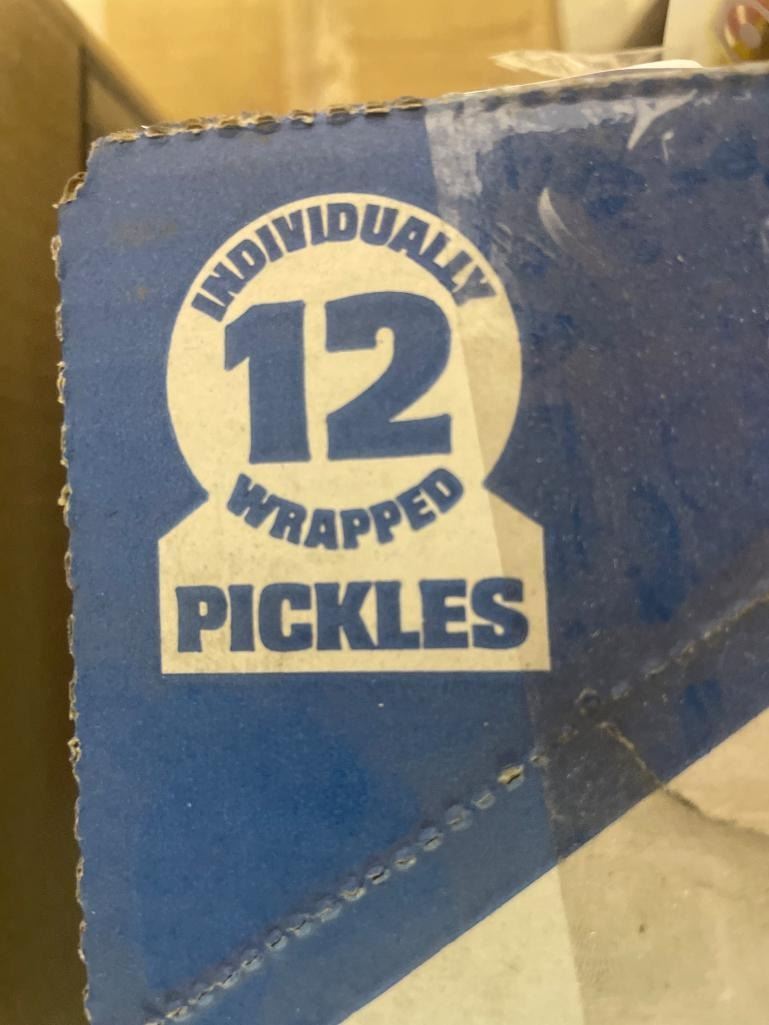 INDIVIDUALLY
12
WRAPPED
PICKLES